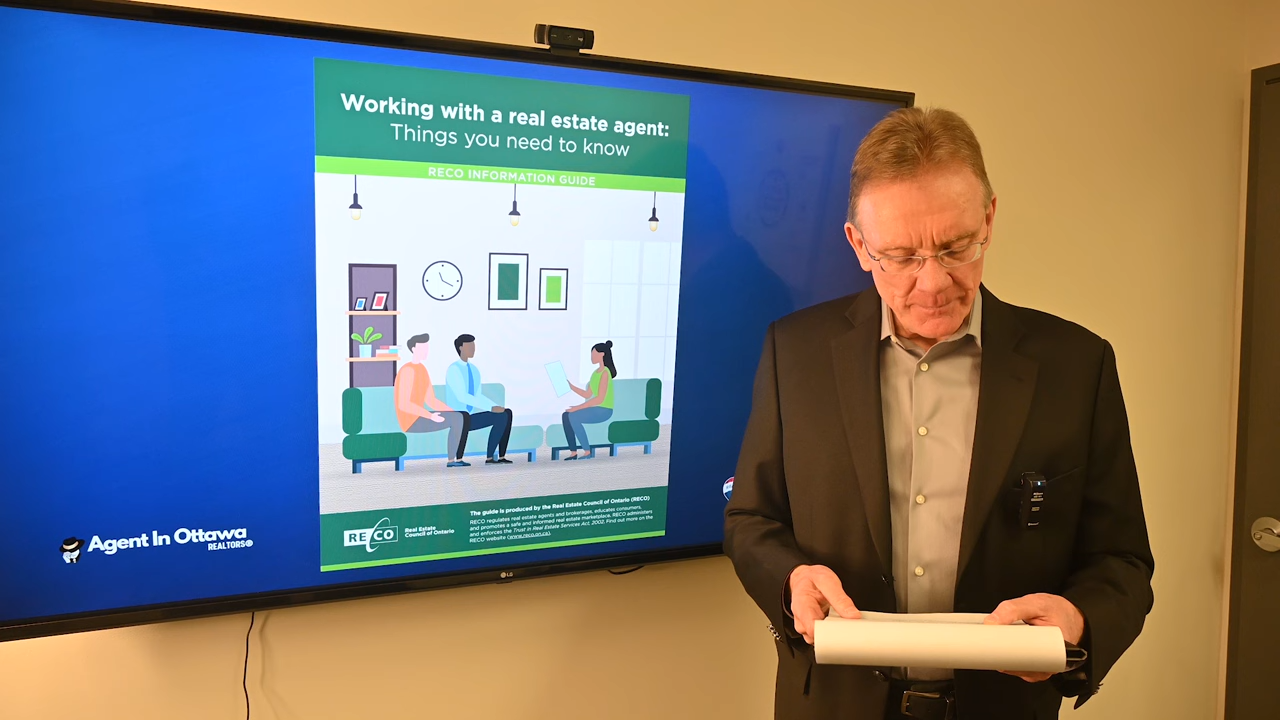 Working with a real estate agent:
Things you need to know
RECO INFORMATION GUIDE
The guide is produced by the Real Estate Council of Ontario (RECO)
RECO regulates real estate agents and brokerages, educates consumers,
and promotes a safe and informed real estate marketplace. RECO administers
and enforces the Trust in Real Estate Services Act, 2002. Find out more on the
RECO website (www.reco.on.ca).
RECO
Real Estate
Council of Ontario
Agent In Ottawa
REALTORS®
LG